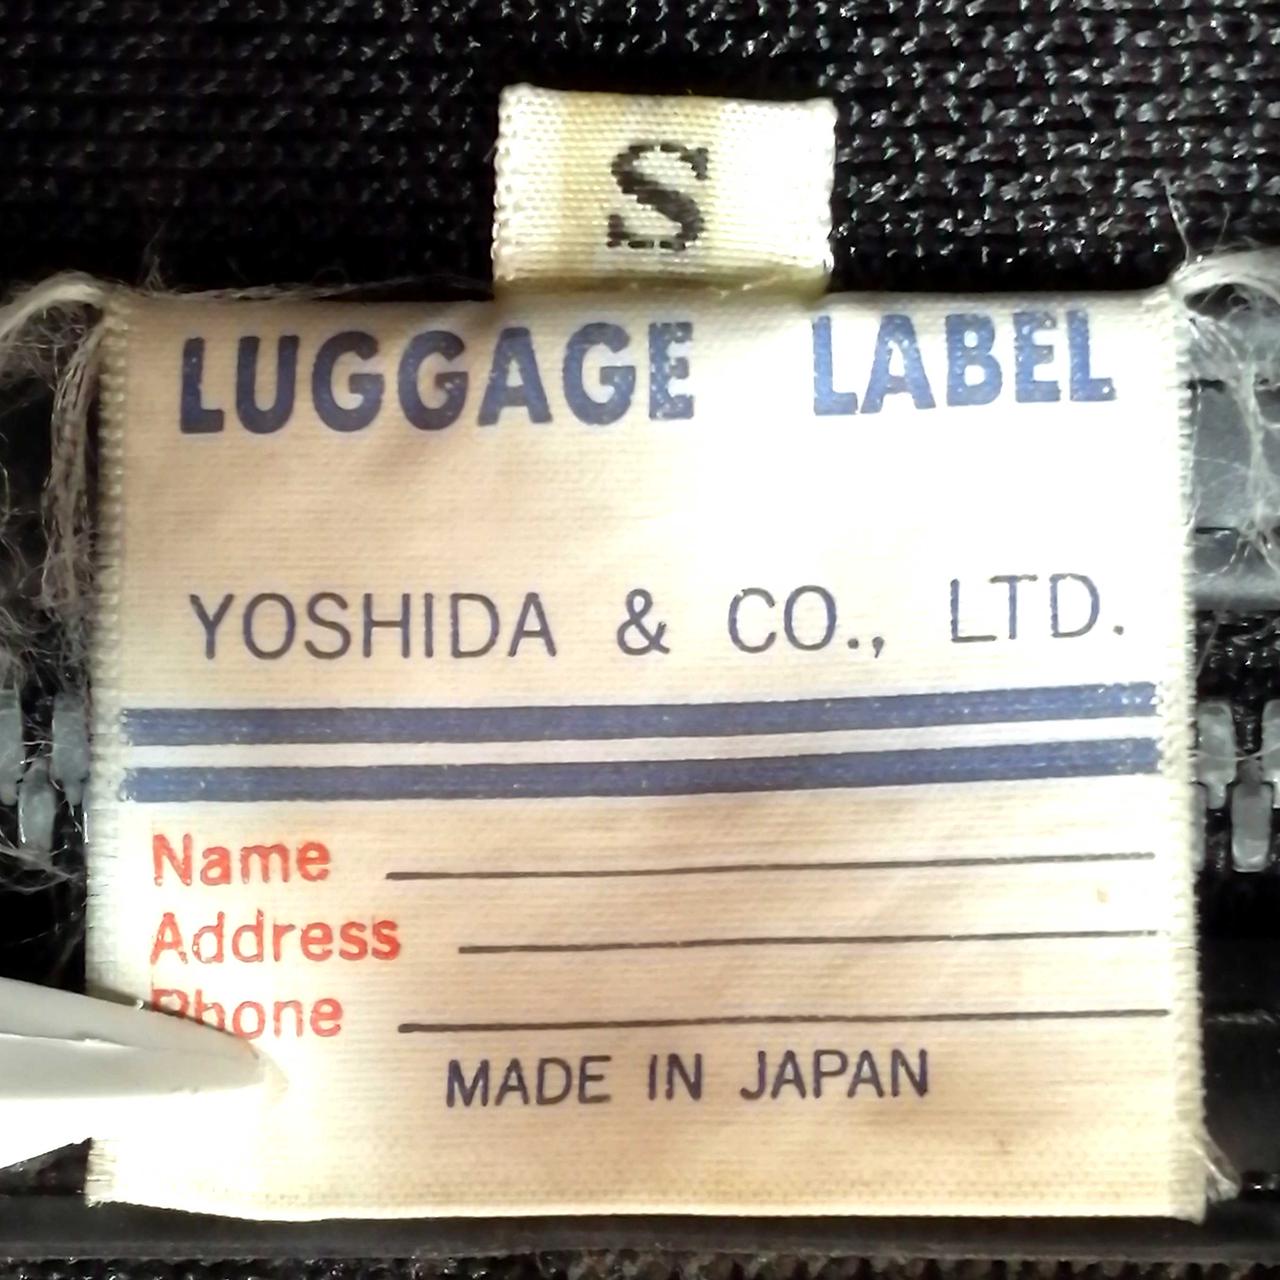 S
LUGGAGE LABEL
YOSHIDA & CO., LTD.
Name
Address
Phone
MADE IN JAPAN